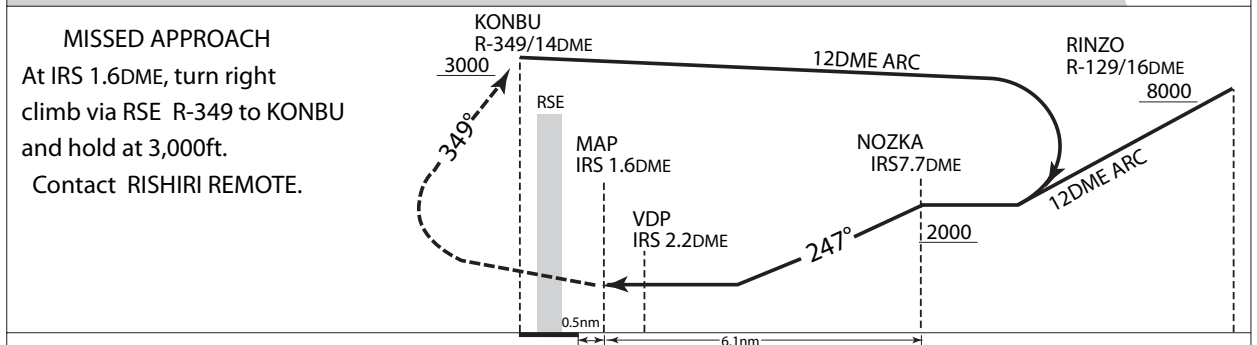 MISSED APPROACH
At IRS 1.6DME, turn right
climb via RSE R-349 to KONBU
and hold at 3,000ft.
Contact RISHIRI REMOTE.
KONBU
R-349/14DME
3000
349°
RSE
MAP
IRS 1.6DME
VDP
IRS 2.2DME
12DME ARC
NOZKA
IRS7.7DME
2000
247°
RINZO
R-129/16DME
8000
12DME ARC
0.5nm
6.1nm